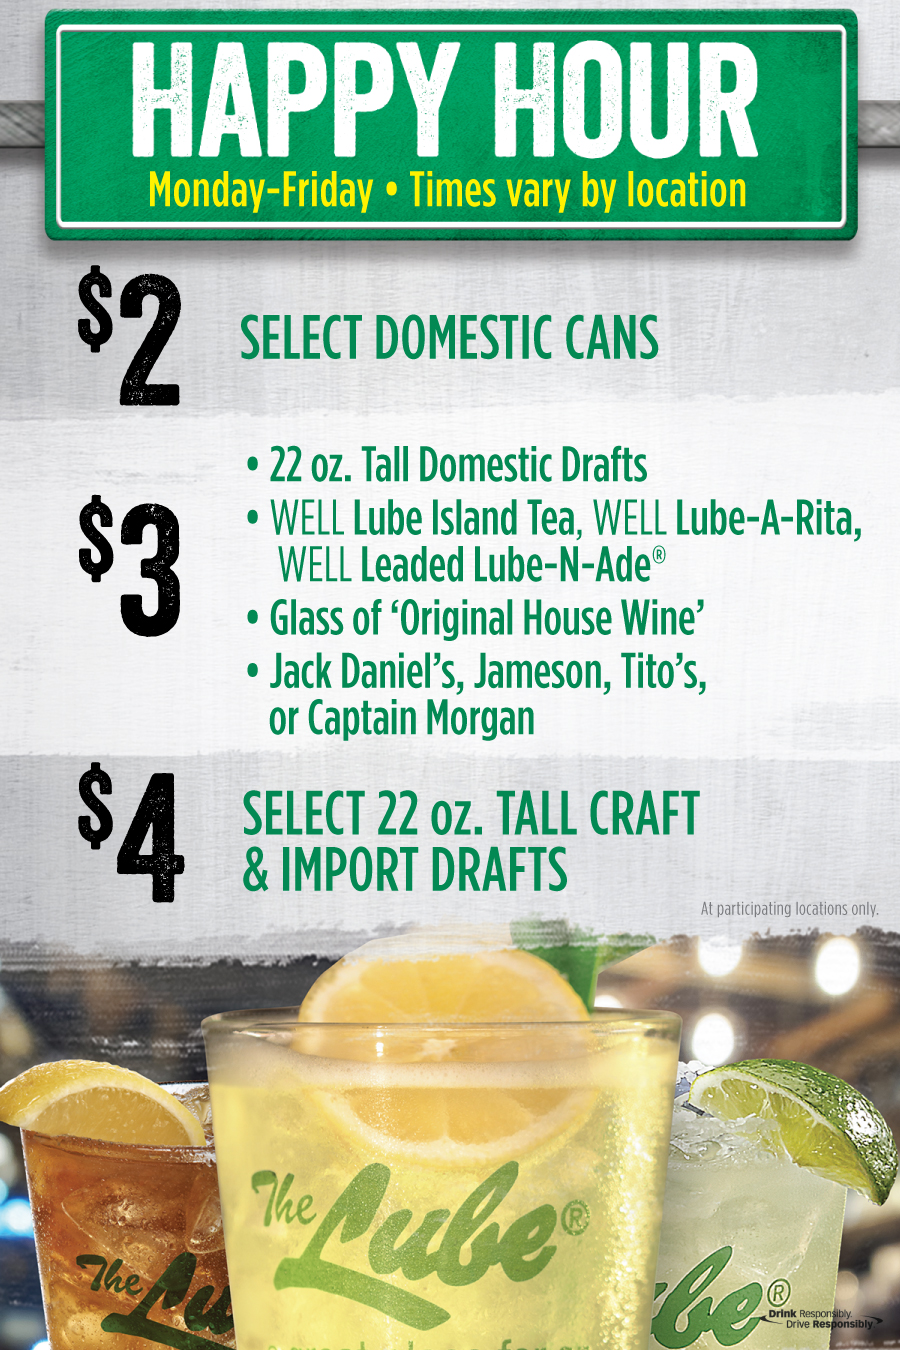 HAPPY HOUR
Monday-Friday • Times vary by location
$2
SELECT DOMESTIC CANS
$3
• 22 oz. Tall Domestic Drafts
• WELL Lube Island Tea, WELL Lube-A-Rita,
WELL Leaded Lube-N-Ade®
• Glass of ‘Original House Wine’
• Jack Daniel’s, Jameson, Tito’s,
or Captain Morgan
$4
SELECT 22 oz. TALL CRAFT
& IMPORT DRAFTS
At participating locations only.
The Lube®
The Lu
be®
Drink Responsibly.
Drive Responsibly.